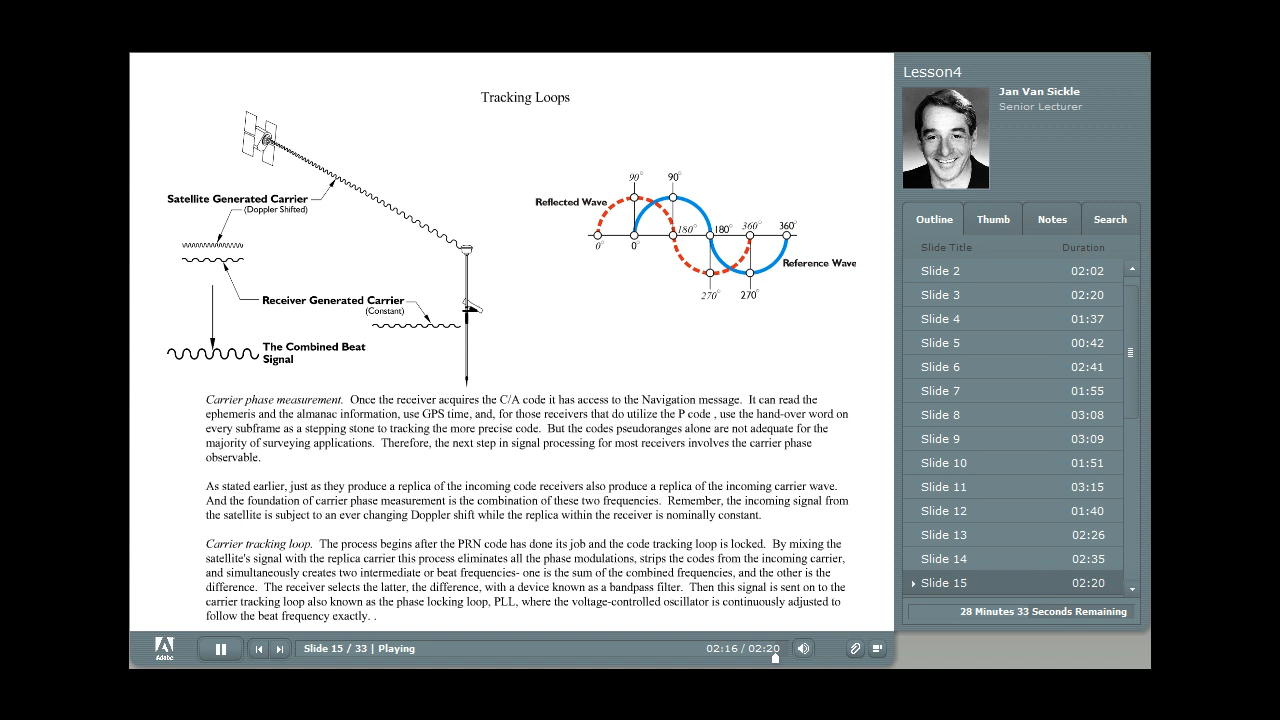 Tracking Loops
Satellite Generated Carrier
(Doppler Shifted)
Receiver Generated Carrier
(Constant)
The Combined Beat
Signal
90° 90°
Reflected Wave
180° 180° 360° 360°
0° 0°
Reference Wave
270° 270°
Carrier phase measurement. Once the receiver acquires the C/A code it has access to the Navigation message. It can read the
ephemeris and the almanac information, use GPS time, and, for those receivers that do utilize the P code , use the hand-over word on
every subframe as a stepping stone to tracking the more precise code. But the codes pseudoranges alone are not adequate for the
majority of surveying applications. Therefore, the next step in signal processing for most receivers involves the carrier phase
observable.
As stated earlier, just as they produce a replica of the incoming code receivers also produce a replica of the incoming carrier wave.
And the foundation of carrier phase measurement is the combination of these two frequencies. Remember, the incoming signal from
the satellite is subject to an ever changing Doppler shift while the replica within the receiver is nominally constant.
Carrier tracking loop. The process begins after the PRN code has done its job and the code tracking loop is locked. By mixing the
satellite's signal with the replica carrier this process eliminates all the phase modulations, strips the codes from the incoming carrier,
and simultaneously creates two intermediate or beat frequencies- one is the sum of the combined frequencies, and the other is the
difference. The receiver selects the latter, the difference, with a device known as a bandpass filter. Then this signal is sent on to the
carrier tracking loop also known as the phase locking loop, PLL, where the voltage-controlled oscillator is continuously adjusted to
follow the beat frequency exactly. .
Adobe
Slide 15 / 33 | Playing
02:16 / 02:20
Lesson4
Jan Van Sickle
Senior Lecturer
Outline Thumb Notes Search
Slide Title Duration
Slide 2 02:02
Slide 3 02:20
Slide 4 01:37
Slide 5 00:42
Slide 6 02:41
Slide 7 01:55
Slide 8 03:08
Slide 9 03:09
Slide 10 01:51
Slide 11 03:15
Slide 12 01:40
Slide 13 02:26
Slide 14 02:35
Slide 15 02:20
28 Minutes 33 Seconds Remaining